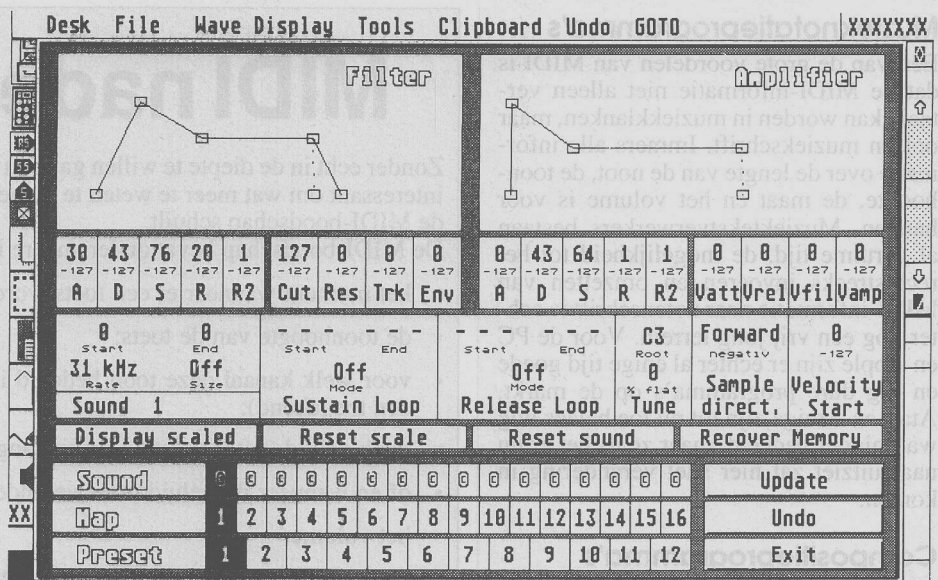 Desk File Wave Display Tools Clipboard Undo GOTO XXXXXXX
Filter Amplifier
30 43 76 20 1 127 0 0 0 0 43 64 1 1 0 0 0 0
-127 -127 -127 -127 -127 -127 -127 -127 -127 -127 -127 -127 -127 -127 -127 -127 -127 -127
A D S R R2 Cut Res Trk Env A D S R R2 Vatt Vrel Vfil Vamp
0 0 - - - - - - - - - - - - C3 Forward 0
Start End Start End Start End Root negativ -127
31 kHz Off Off Off 0 Sample Velocity
Rate Size Mode Mode
Sound 1 Sustain Loop Release Loop Tune direct. Start
Display scaled Reset scale Reset sound Recover Memory
Sound 0 0 0 0 0 0 0 0 0 0 0 0 0 0 0 0 Update
Map 1 2 3 4 5 6 7 8 9 10 11 12 13 14 15 16 Undo
XX
Preset 1 2 3 4 5 6 7 8 9 10 11 12 Exit